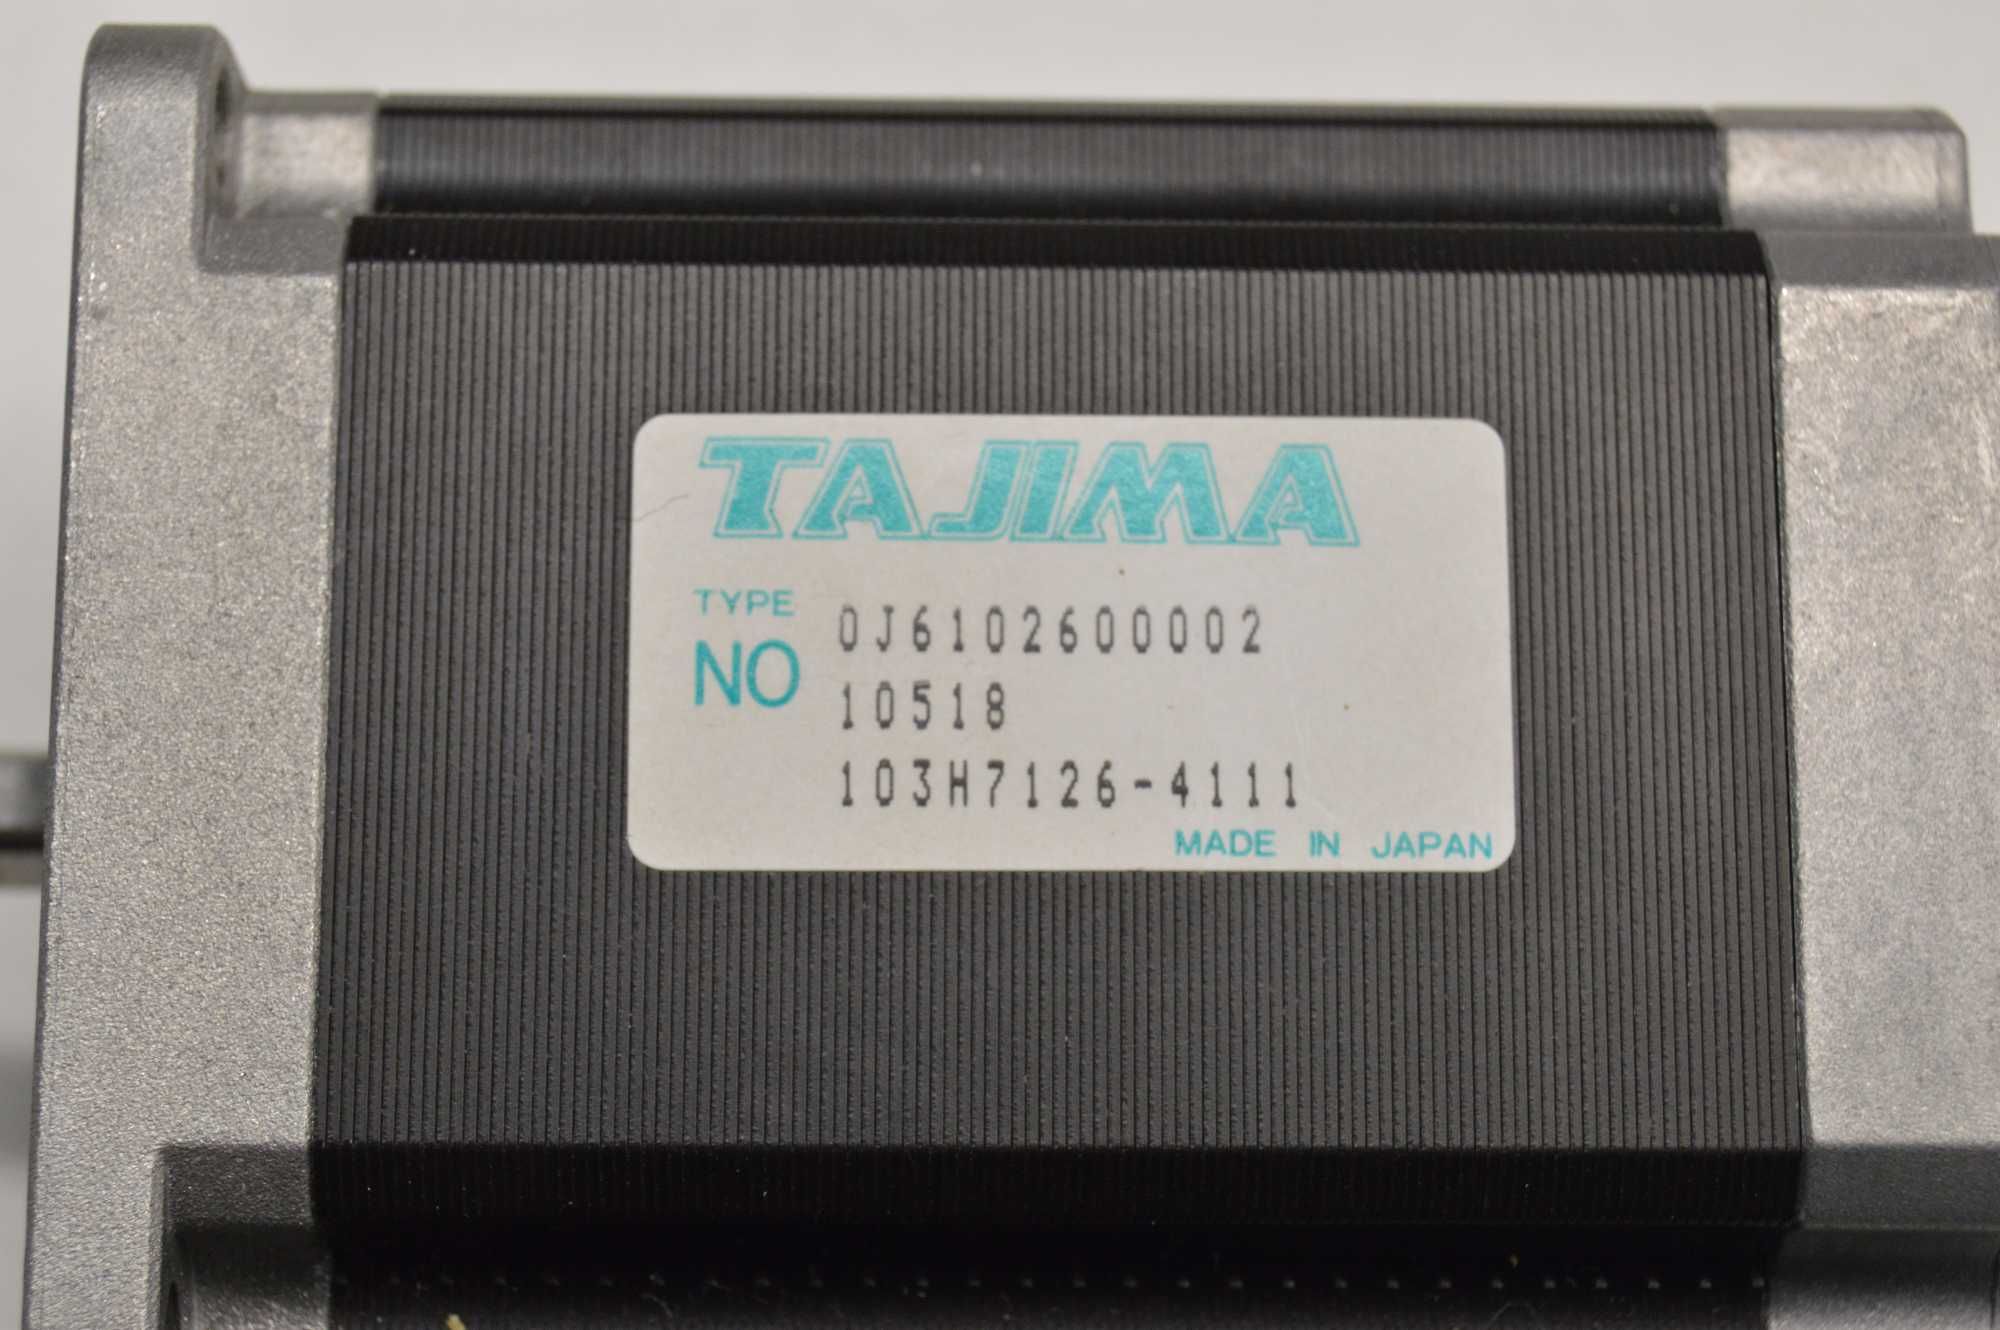 TAJIMA
TYPE 0J6102600002
NO 10518
103H7126-4111
MADE IN JAPAN